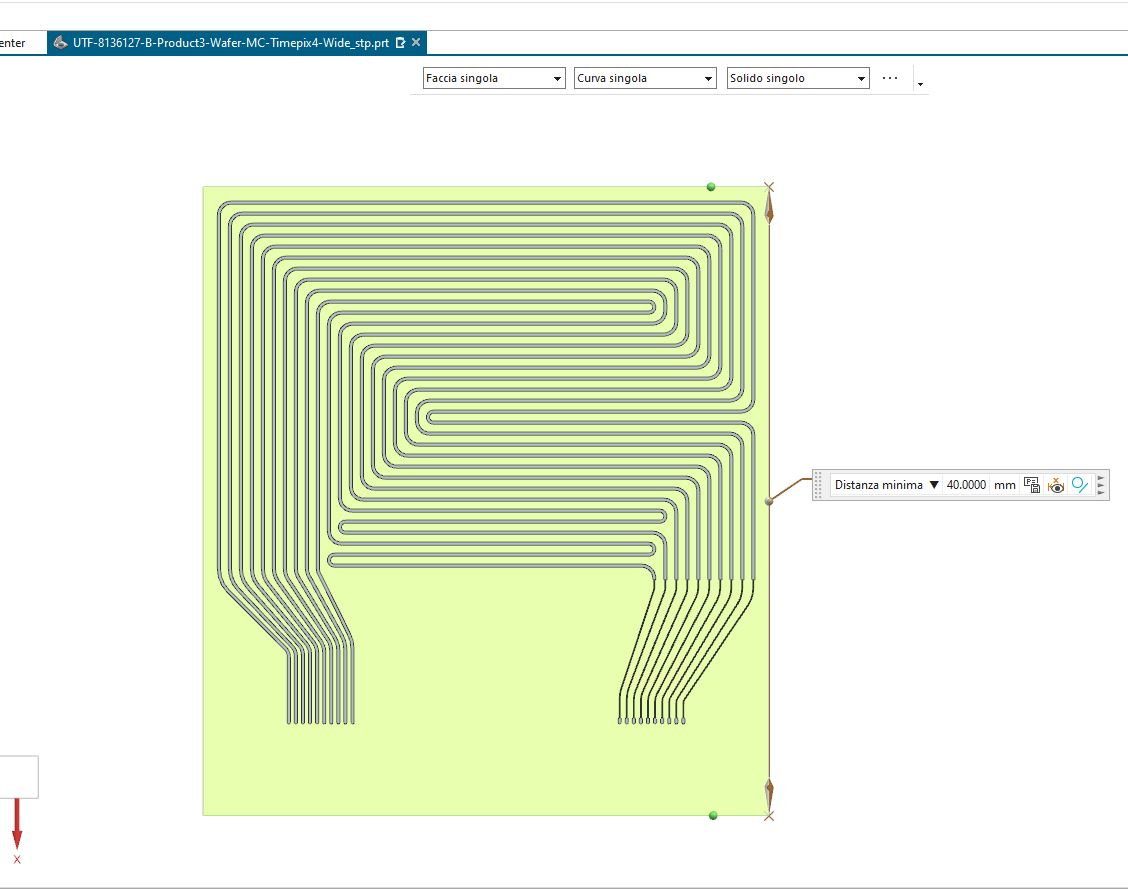 enter
UTF-8136127-B-Product3-Wafer-MC-Timepix4-Wide_stp.prt
Faccia singola
Curva singola
Solido singolo
Distanza minima 40.0000 mm
X